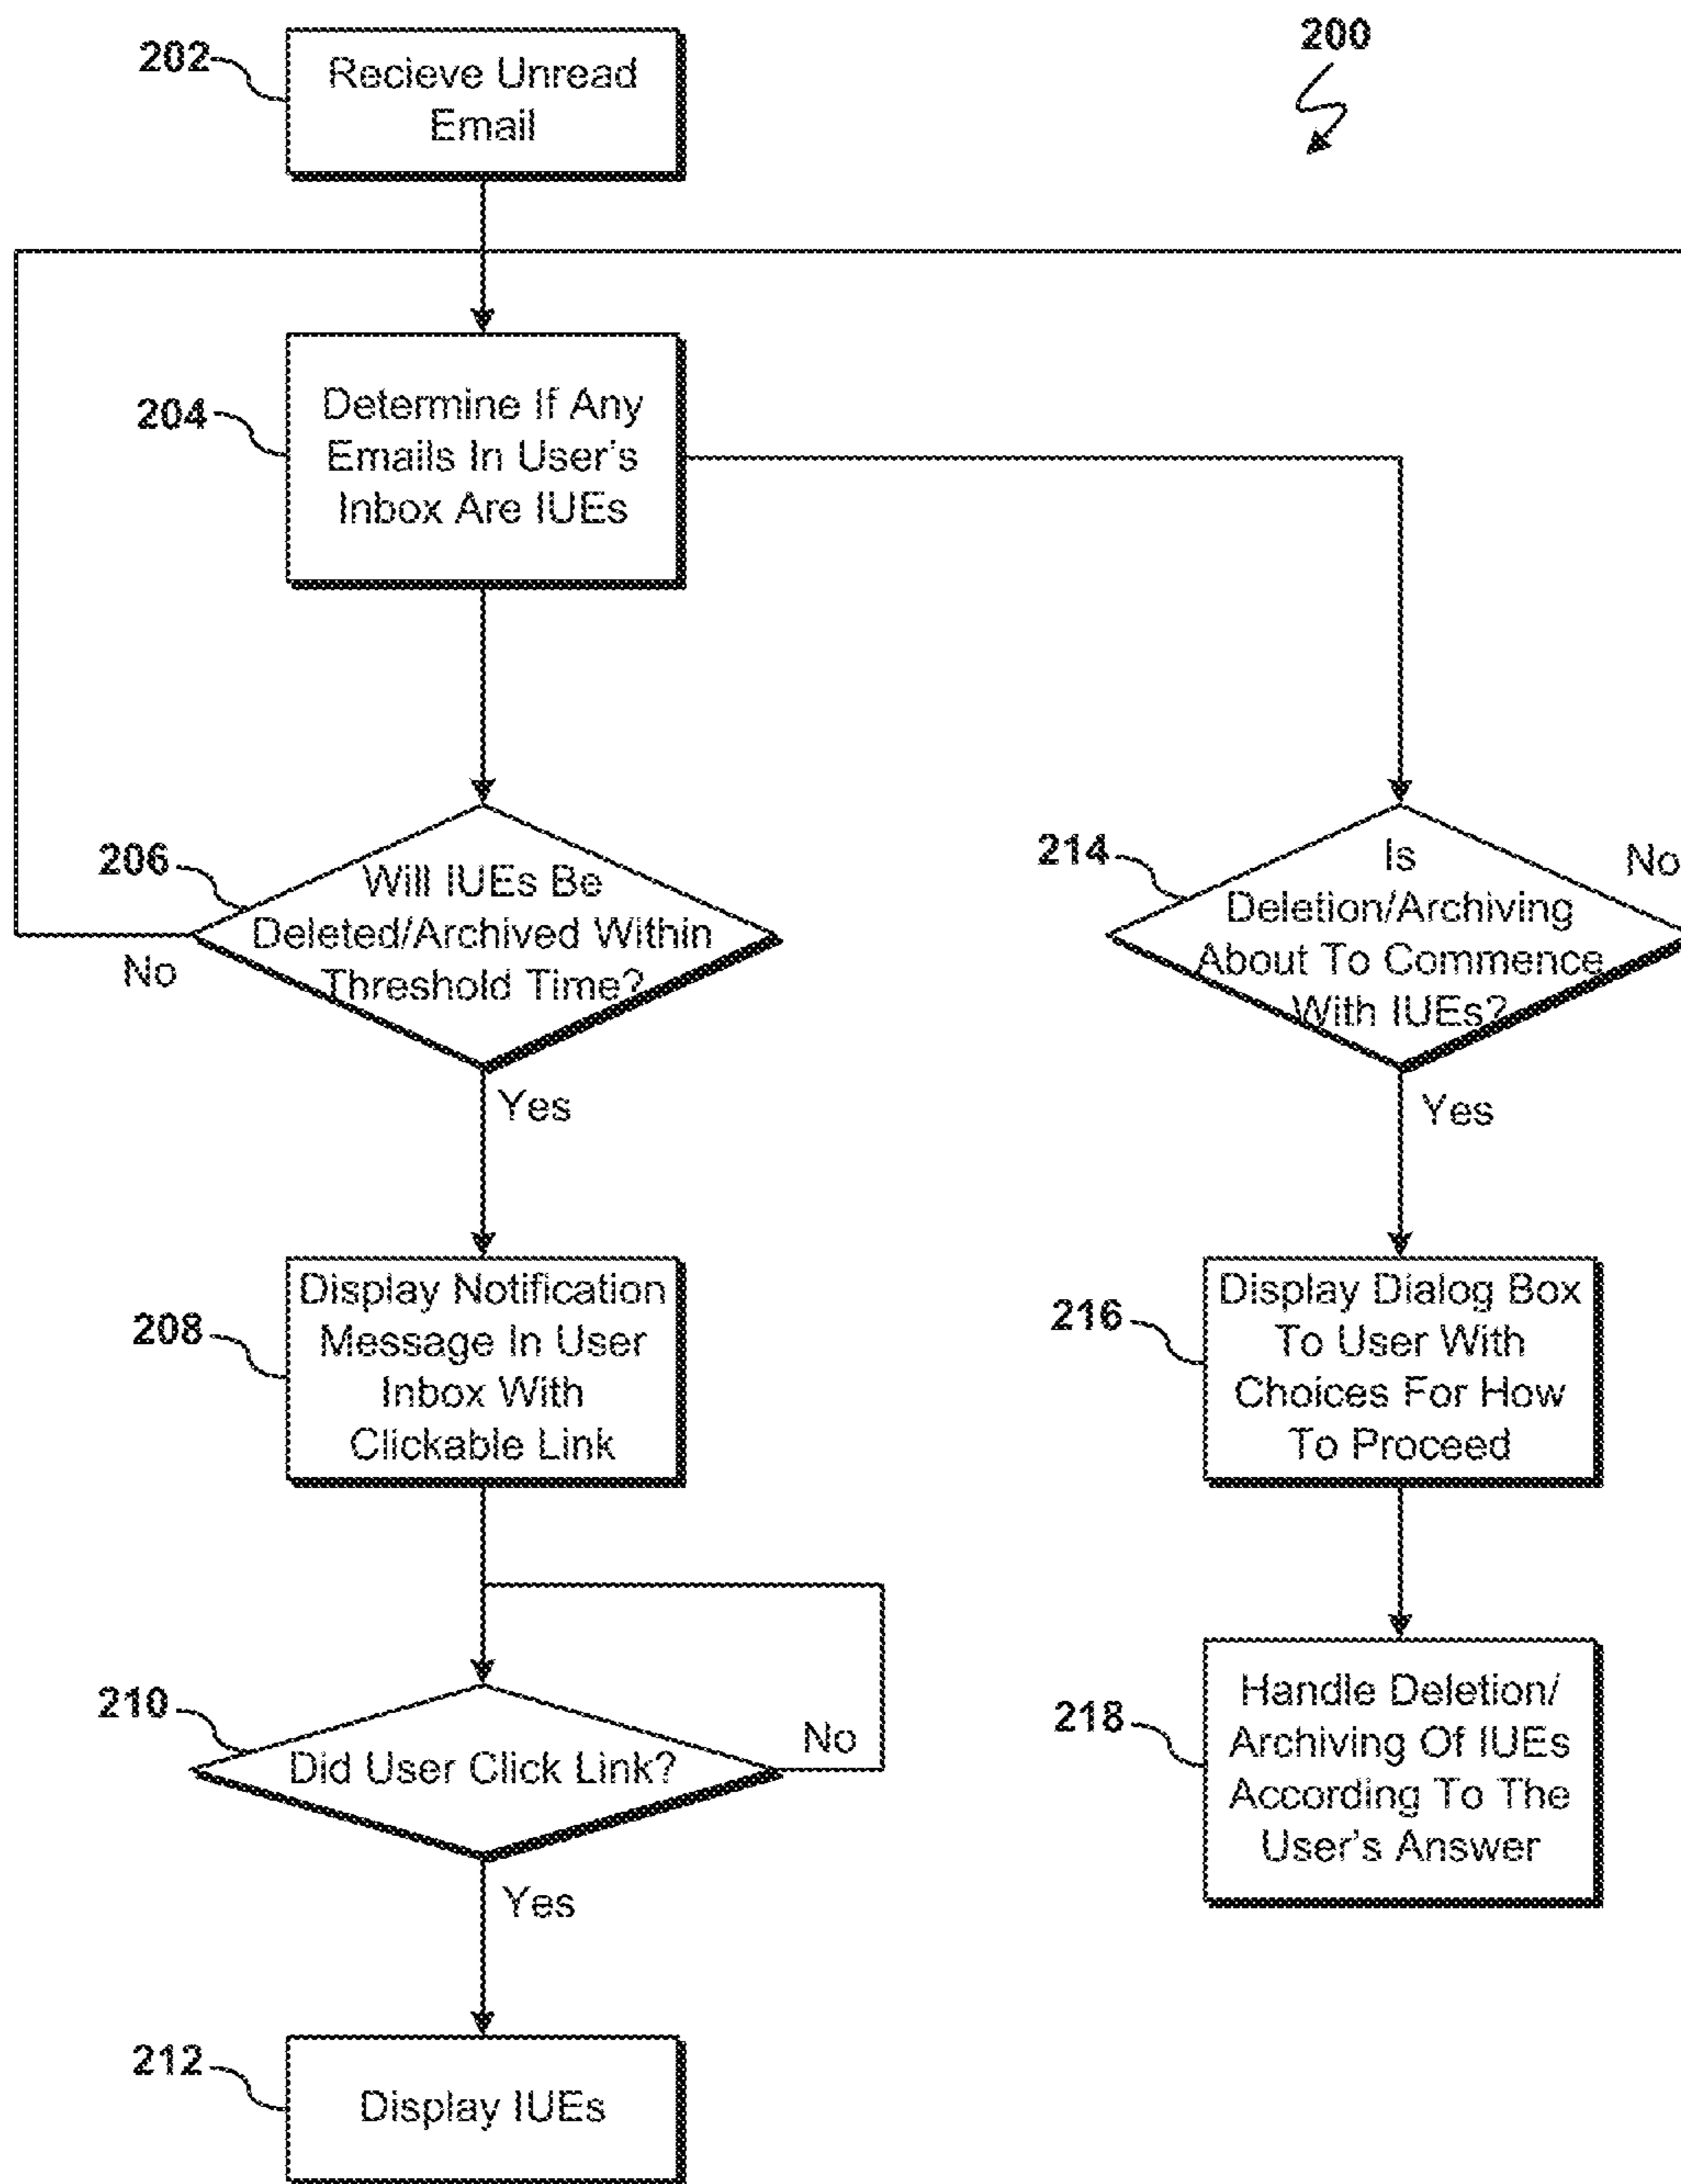 200
202
Recieve Unread
Email
204
Determine If Any
Emails In User's
Inbox Are IUEs
206
Will IUEs Be
Deleted/Archived Within
Threshold Time?
No
Yes
208
Display Notification
Message In User
Inbox With
Clickable Link
210
Did User Click Link?
No
Yes
212
Display IUEs
214
Is
Deletion/Archiving
About To Commence
With IUEs?
No
Yes
216
Display Dialog Box
To User With
Choices For How
To Proceed
218
Handle Deletion/
Archiving Of IUEs
According To The
User's Answer